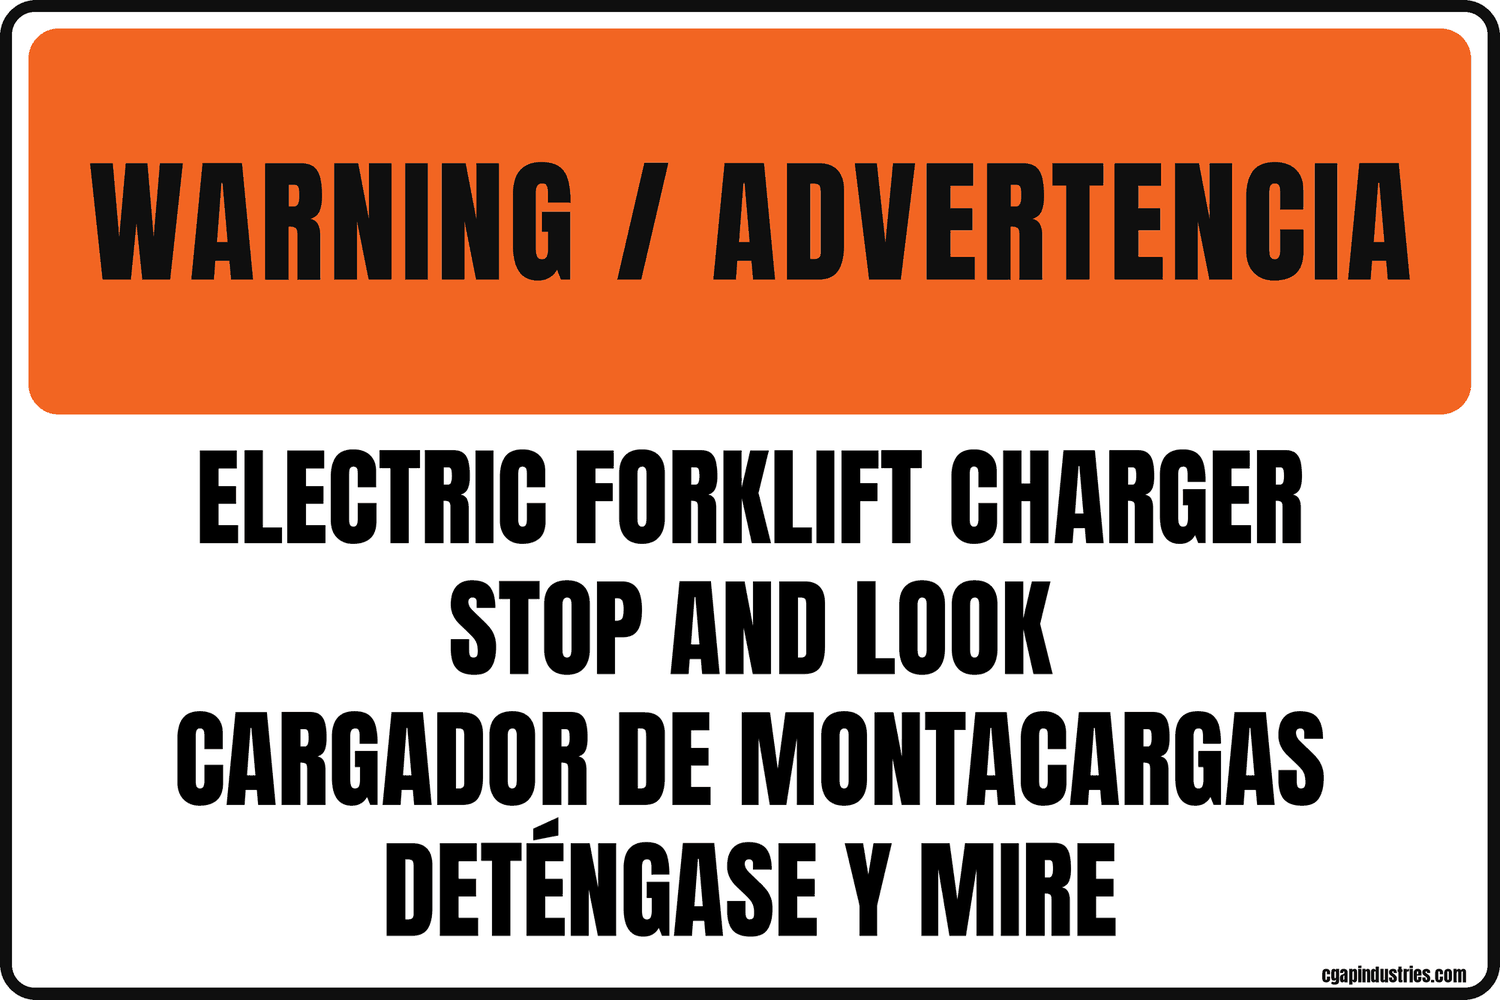 WARNING / ADVERTENCIA
ELECTRIC FORKLIFT CHARGER
STOP AND LOOK
CARGADOR DE MONTACARGAS
DETÉNGASE Y MIRE
cgapindustries.com